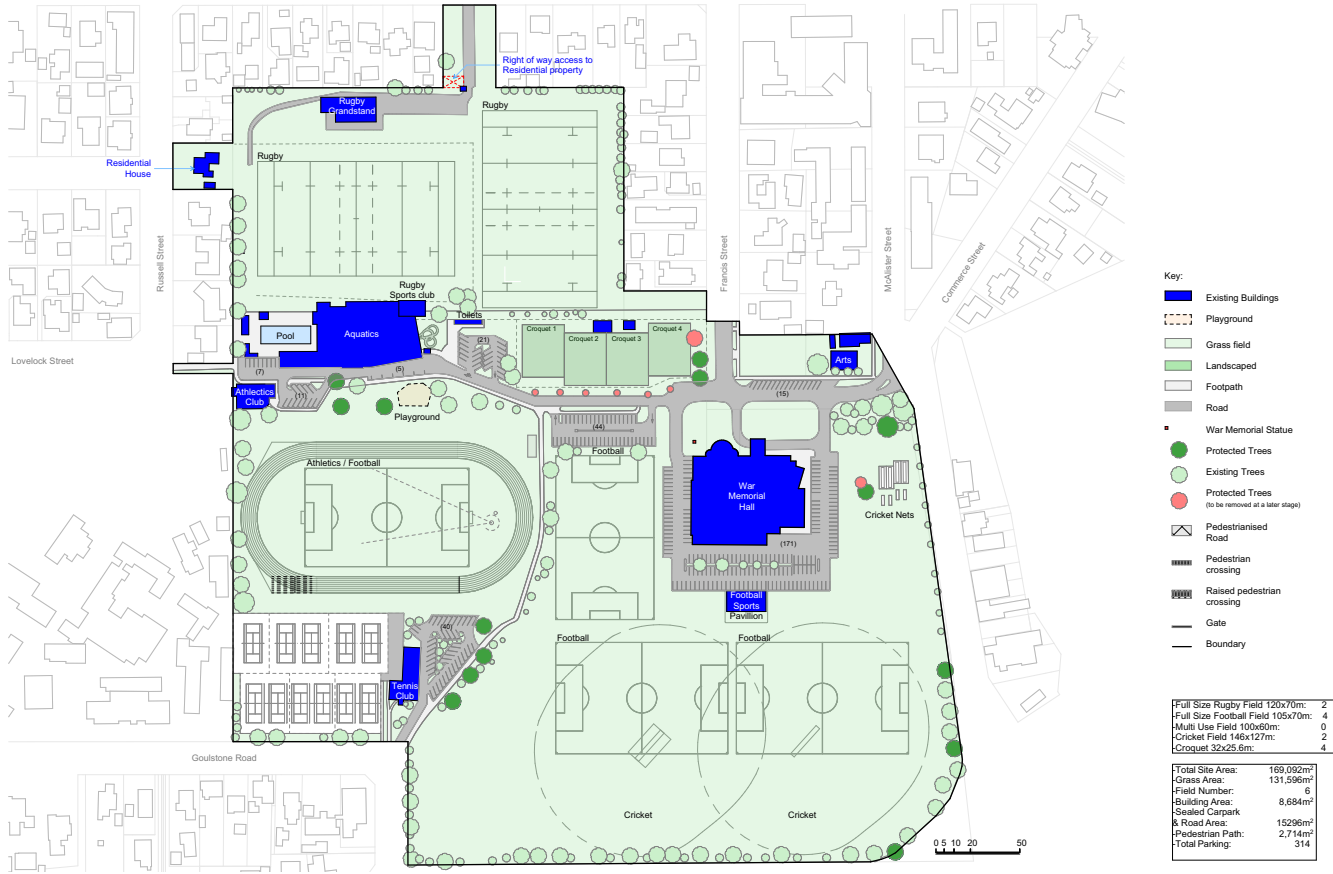 Right of way access to
Residential property
Rugby
Grandstand
Rugby
Rugby
Residential
House
Russell Street
Francis Street
McAlister Street
Commerce Street
Lovelock Street
Rugby
Sports club
Toilets
Pool
Aquatics
Croquet 1
Croquet 2
Croquet 3
Croquet 4
Arts
(7)
(5)
(21)
(11)
(15)
Athlectics
Club
Playground
(44)
Football
Athletics / Football
War
Memorial
Hall
Cricket Nets
(171)
Football
Sports
Pavillion
(40)
Football
Football
Tennis
Club
Goulstone Road
Cricket
Cricket
0 5 10 20 50
Key:
Existing Buildings
Playground
Grass field
Landscaped
Footpath
Road
War Memorial Statue
Protected Trees
Existing Trees
Protected Trees
(to be removed at a later stage)
Pedestrianised
Road
Pedestrian
crossing
Raised pedestrian
crossing
Gate
Boundary
-Full Size Rugby Field 120x70m: 2
-Full Size Football Field 105x70m: 4
-Multi Use Field 100x60m: 0
-Cricket Field 146x127m: 2
-Croquet 32x25.6m: 4
-Total Site Area: 169,092m²
-Grass Area: 131,596m²
-Field Number: 6
-Building Area: 8,684m²
-Sealed Carpark
& Road Area: 15296m²
-Pedestrian Path: 2,714m²
-Total Parking: 314